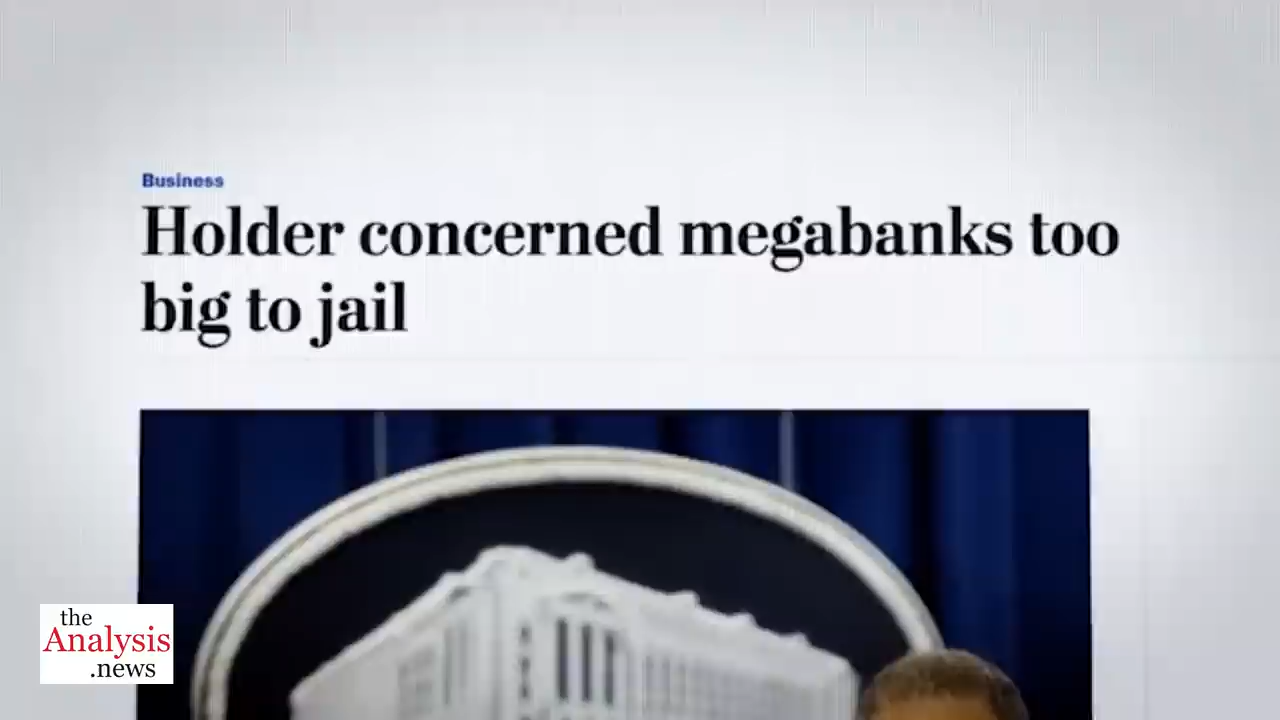 Business
Holder concerned megabanks too
big to jail
the
Analysis
.news